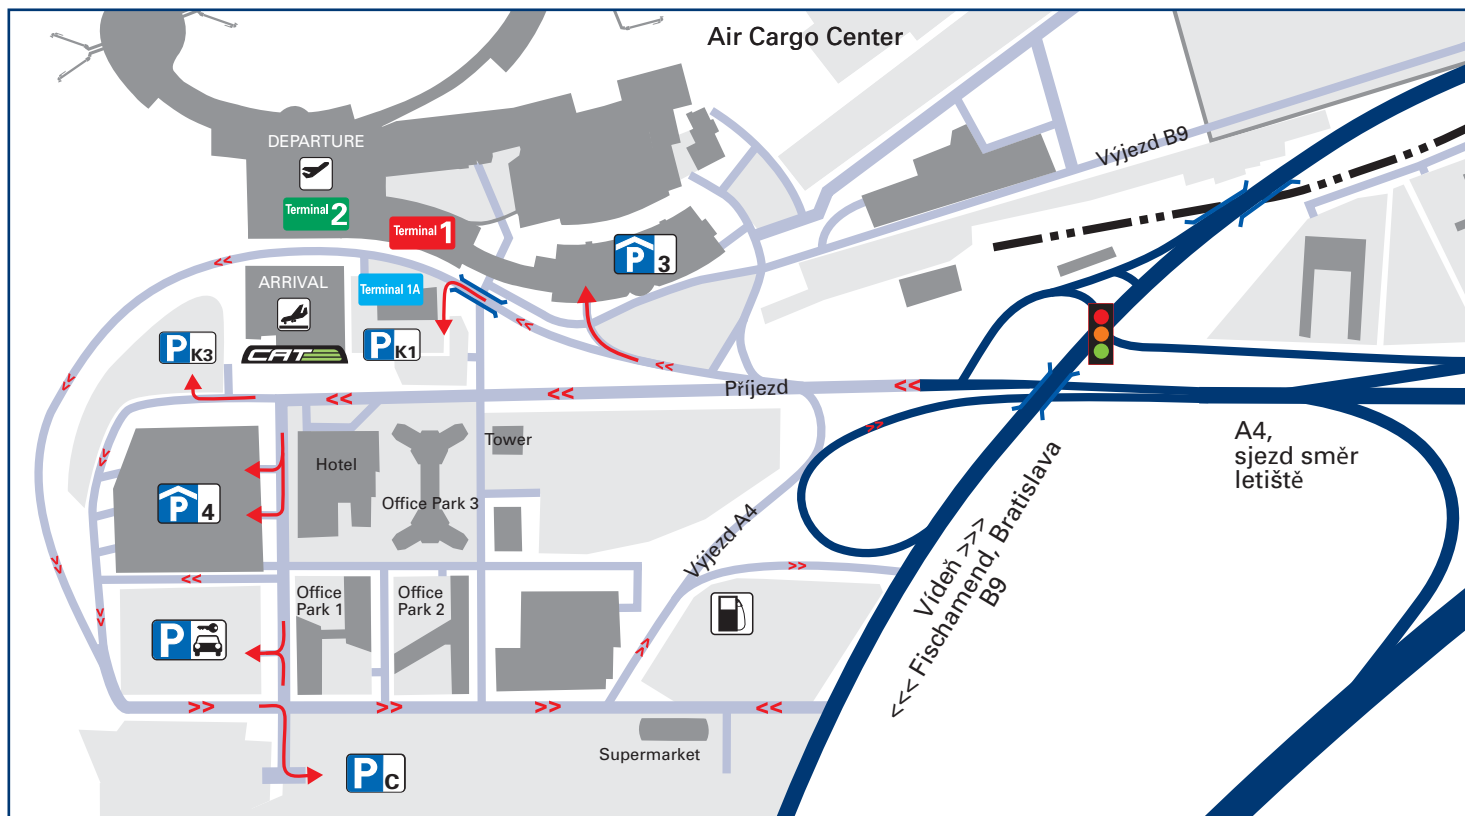 Air Cargo Center
DEPARTURE
Terminal 2
Terminal 1
P 3
Výjezd B9
ARRIVAL
Terminal 1A
P K3
CAT
P K1
Příjezd
<<
<<
<<
Tower
Hotel
Office Park 3
P 4
A4,
sjezd směr
letiště
Výjezd A4
Vídeň >>>
<<< Fischamend, Bratislava
B9
Office
Park 1
Office
Park 2
P
>>
>>
>>
<<
Supermarket
P C